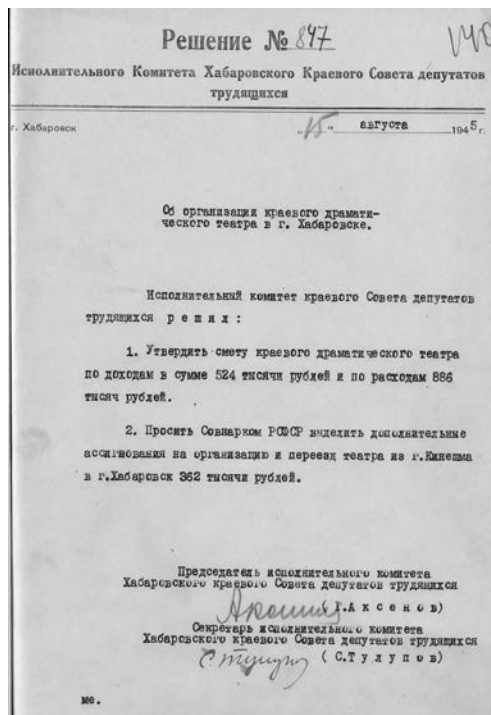 Решение № 847
Исполнительного Комитета Хабаровского Краевого Совета депутатов
трудящихся
г. Хабаровск „15„ августа 1945 г.
Об организации краевого драмати-
ческого театра в г. Хабаровске.
Исполнительный комитет краевого Совета депутатов
трудящихся р е ш и л :
1. Утвердить смету краевого драматического театра
по доходам в сумме 524 тысячи рублей и по расходам 886
тысяч рублей.
2. Просить Совнарком РСФСР выделить дополнительные
ассигнования на организацию и переезд театра из г.Кинешма
в г.Хабаровск 362 тысячи рублей.
Председатель исполнительного комитета
Хабаровского краевого Совета депутатов трудящихся
А к с е н о в)
Секретарь исполнительного комитета
Хабаровского краевого Совета депутатов трудящихся
( С.Т у л у п о в)
ме.